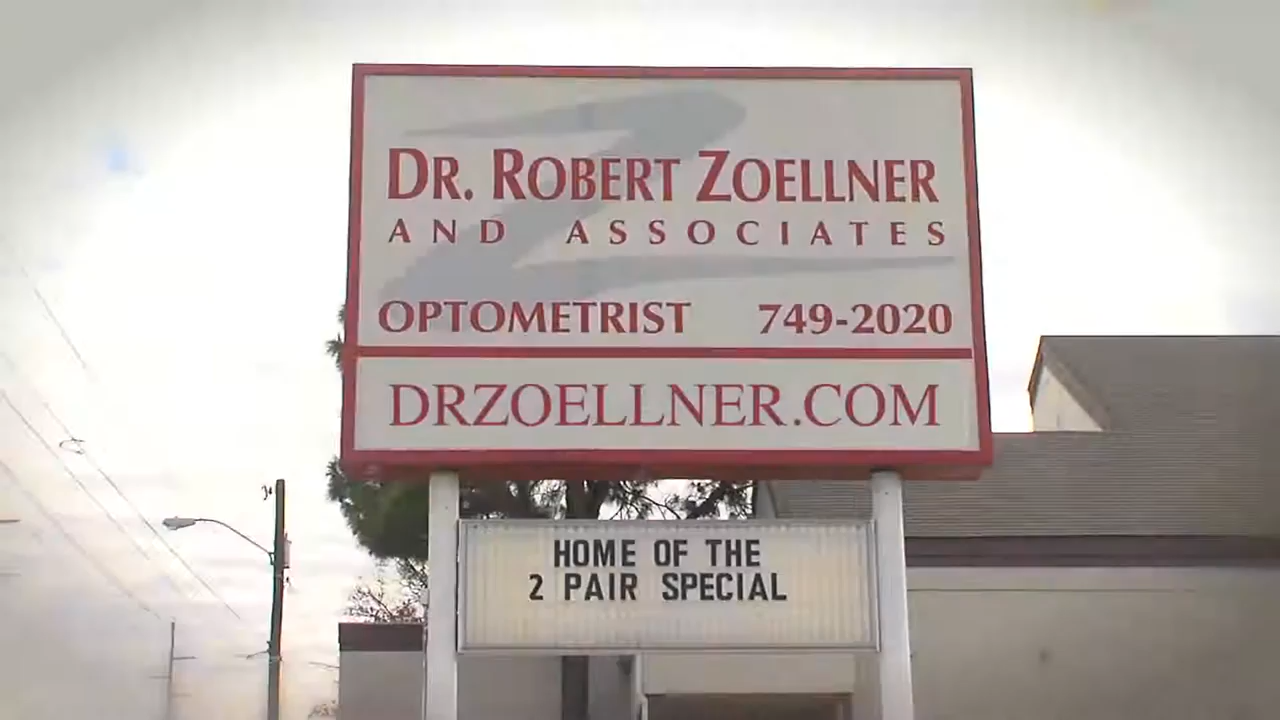 DR. ROBERT ZOELLNER
AND ASSOCIATES
OPTOMETRIST 749-2020
DRZOELLNER.COM
HOME OF THE
2 PAIR SPECIAL